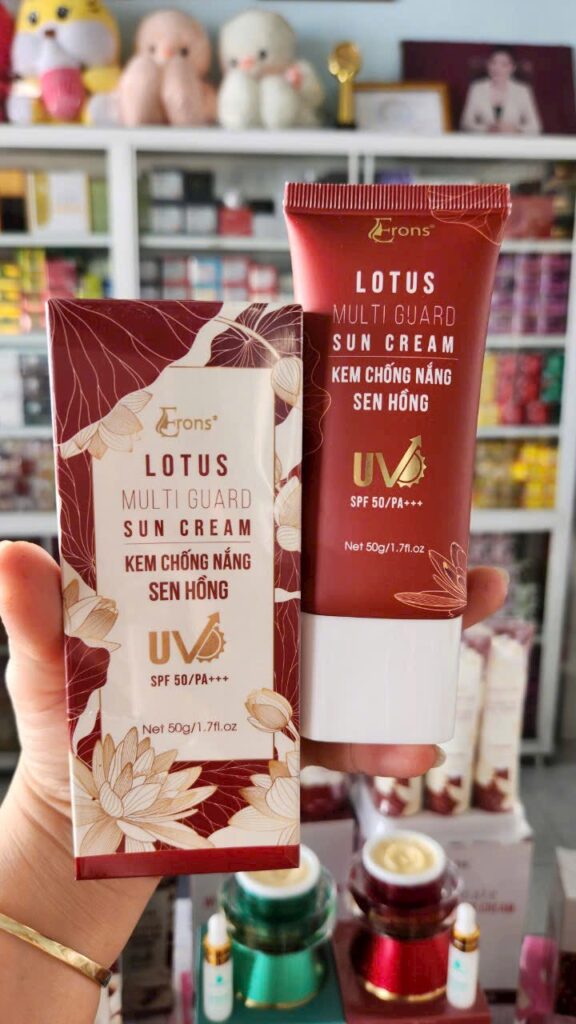 Erons®
LOTUS
MULTI GUARD
SUN CREAM
KEM CHỐNG NẮNG
SEN HỒNG
UV
SPF 50/PA+++
Net 50g/1.7fl.oz
Erons®
LOTUS
MULTI GUARD
SUN CREAM
KEM CHỐNG NẮNG
SEN HỒNG
UV
SPF 50/PA+++
Net 50g/1.7fl.oz